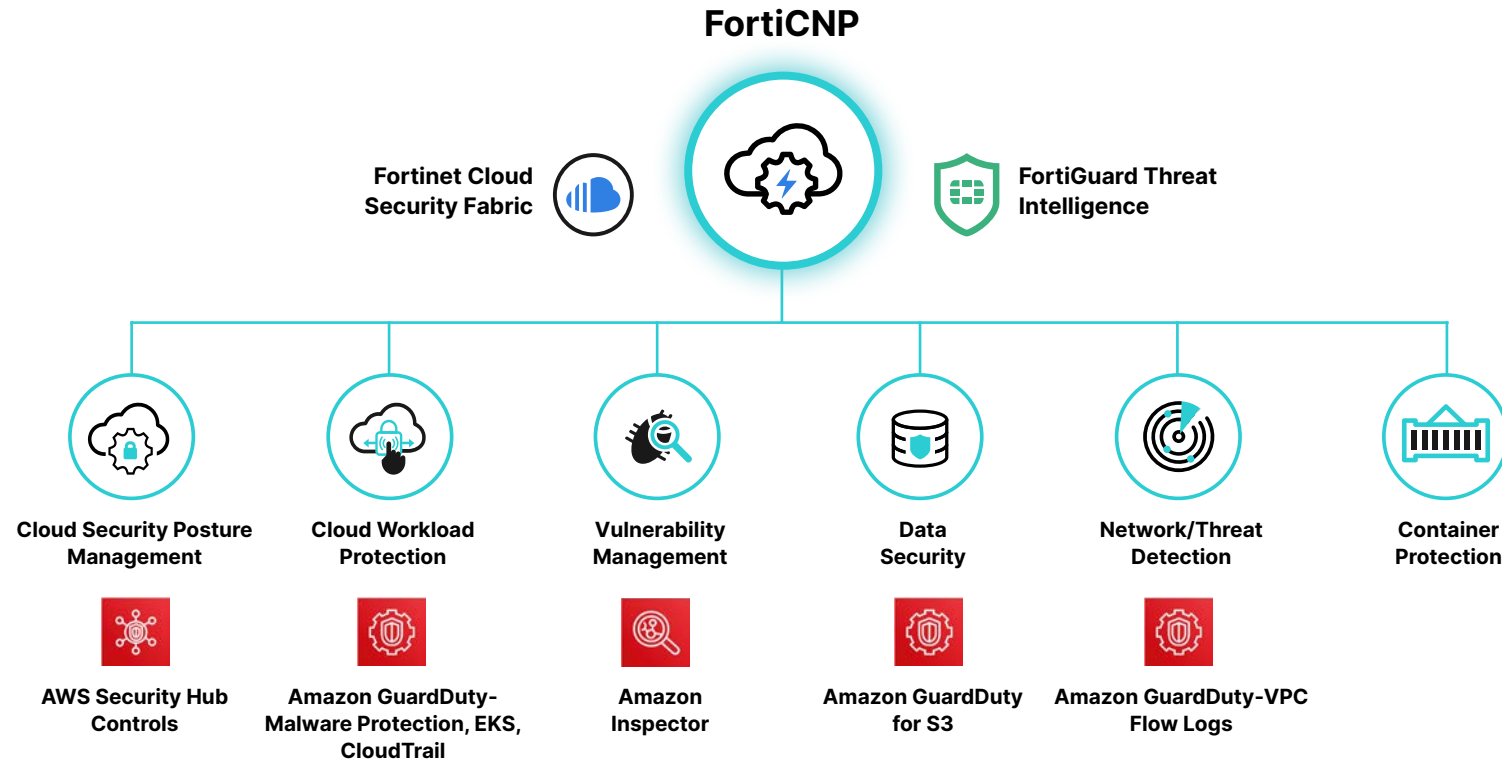 FortiCNP
Fortinet Cloud
Security Fabric
FortiGuard Threat
Intelligence
Cloud Security Posture
Management
Cloud Workload
Protection
Vulnerability
Management
Data
Security
Network/Threat
Detection
Container
Protection
AWS Security Hub
Controls
Amazon GuardDuty-
Malware Protection, EKS,
CloudTrail
Amazon
Inspector
Amazon GuardDuty
for S3
Amazon GuardDuty-VPC
Flow Logs